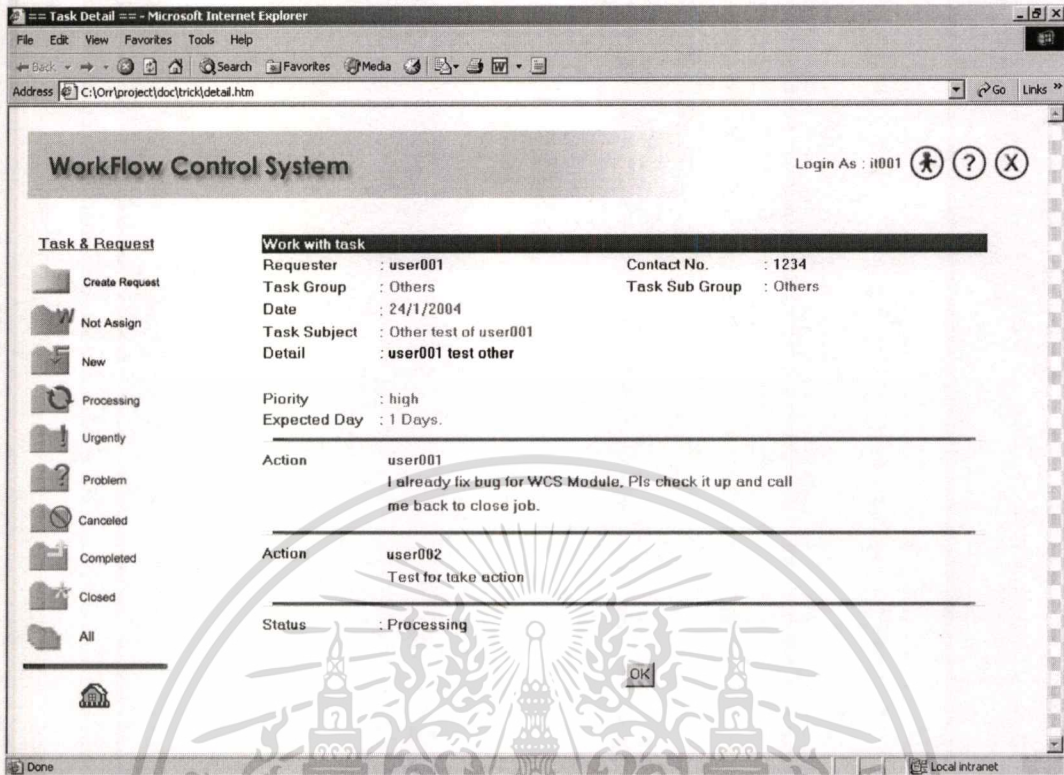 == Task Detail == - Microsoft Internet Explorer
File Edit View Favorites Tools Help
Back Search Favorites Media
Address C:\Orr\project\doc\trick\detail.htm Go Links »
WorkFlow Control System
Login As : it001
Task & Request
Create Request
Not Assign
New
Processing
Urgently
Problem
Canceled
Completed
Closed
All
Work with task
Requester : user001 Contact No. : 1234
Task Group : Others Task Sub Group : Others
Date : 24/1/2004
Task Subject : Other test of user001
Detail : user001 test other
Piority : high
Expected Day : 1 Days.
Action user001
I already fix bug for WCS Module, Pls check it up and call
me back to close job.
Action user002
Test for take action
Status : Processing
OK
Done Local intranet